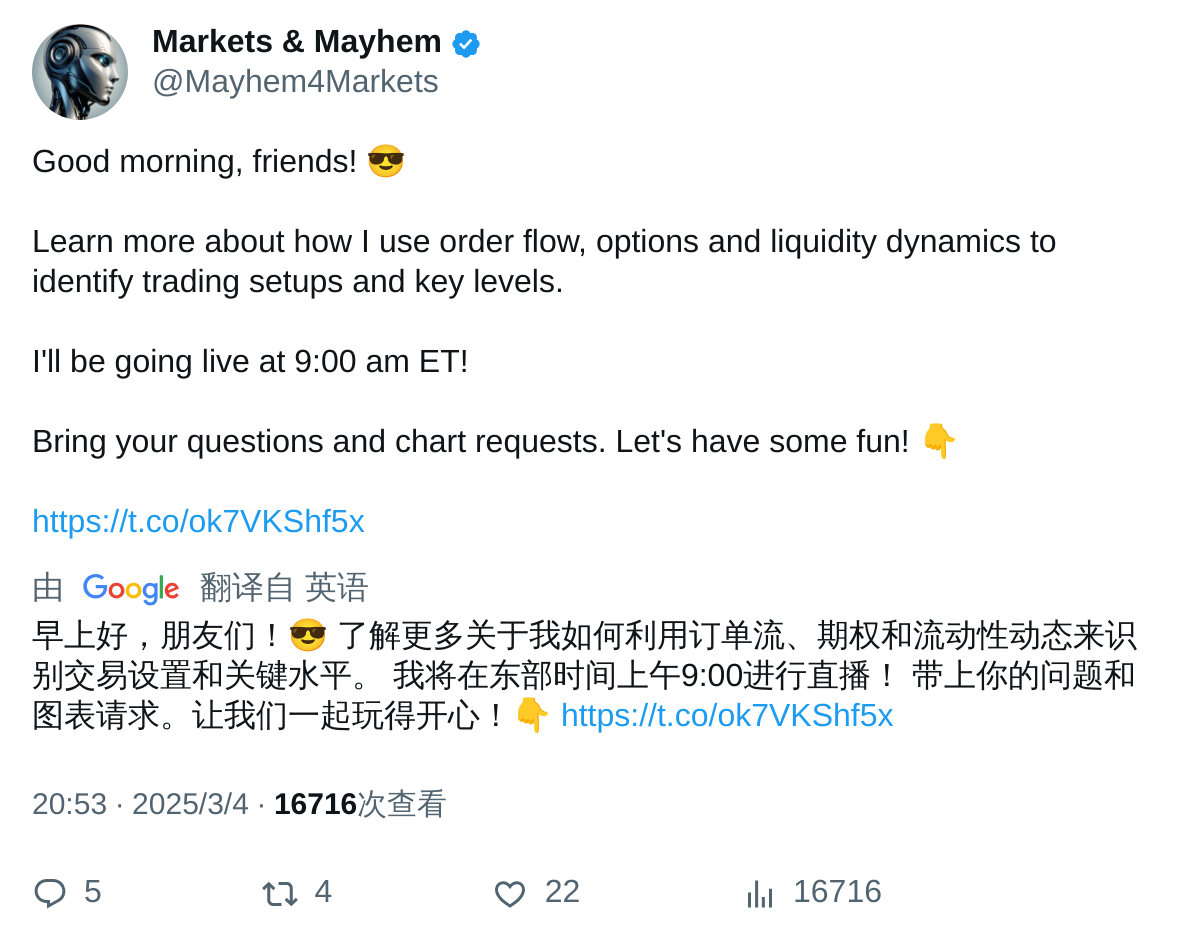 Markets & Mayhem
@Mayhem4Markets
Good morning, friends! 😎
Learn more about how I use order flow, options and liquidity dynamics to
identify trading setups and key levels.
I'll be going live at 9:00 am ET!
Bring your questions and chart requests. Let's have some fun! 👇
https://t.co/ok7VKShf5x
由 Google 翻译自 英语
早上好，朋友们！😎 了解更多关于我如何利用订单流、期权和流动性动态来识
别交易设置和关键水平。 我将在东部时间上午9:00进行直播！ 带上你的问题和
图表请求。让我们一起玩得开心！👇 https://t.co/ok7VKShf5x
20:53 · 2025/3/4 · 16716次查看
5 4 22 16716